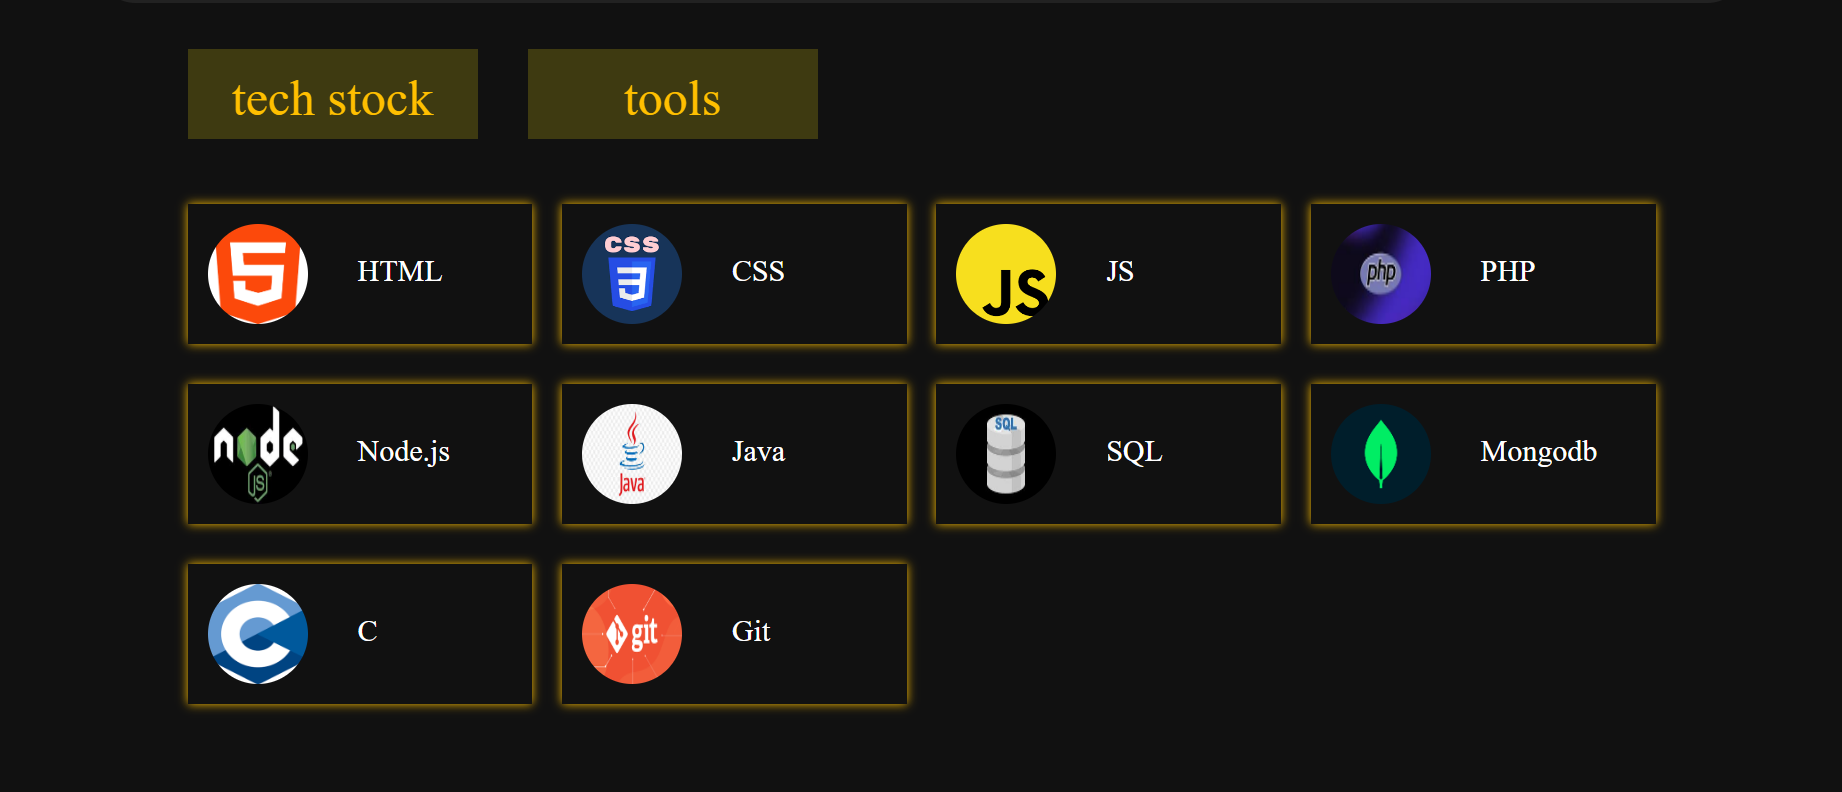 tech stock
tools
HTML
CSS
CSS
JS
JS
php
PHP
node
JS
Node.js
Java
Java
SQL
SQL
Mongodb
C
C
git
Git